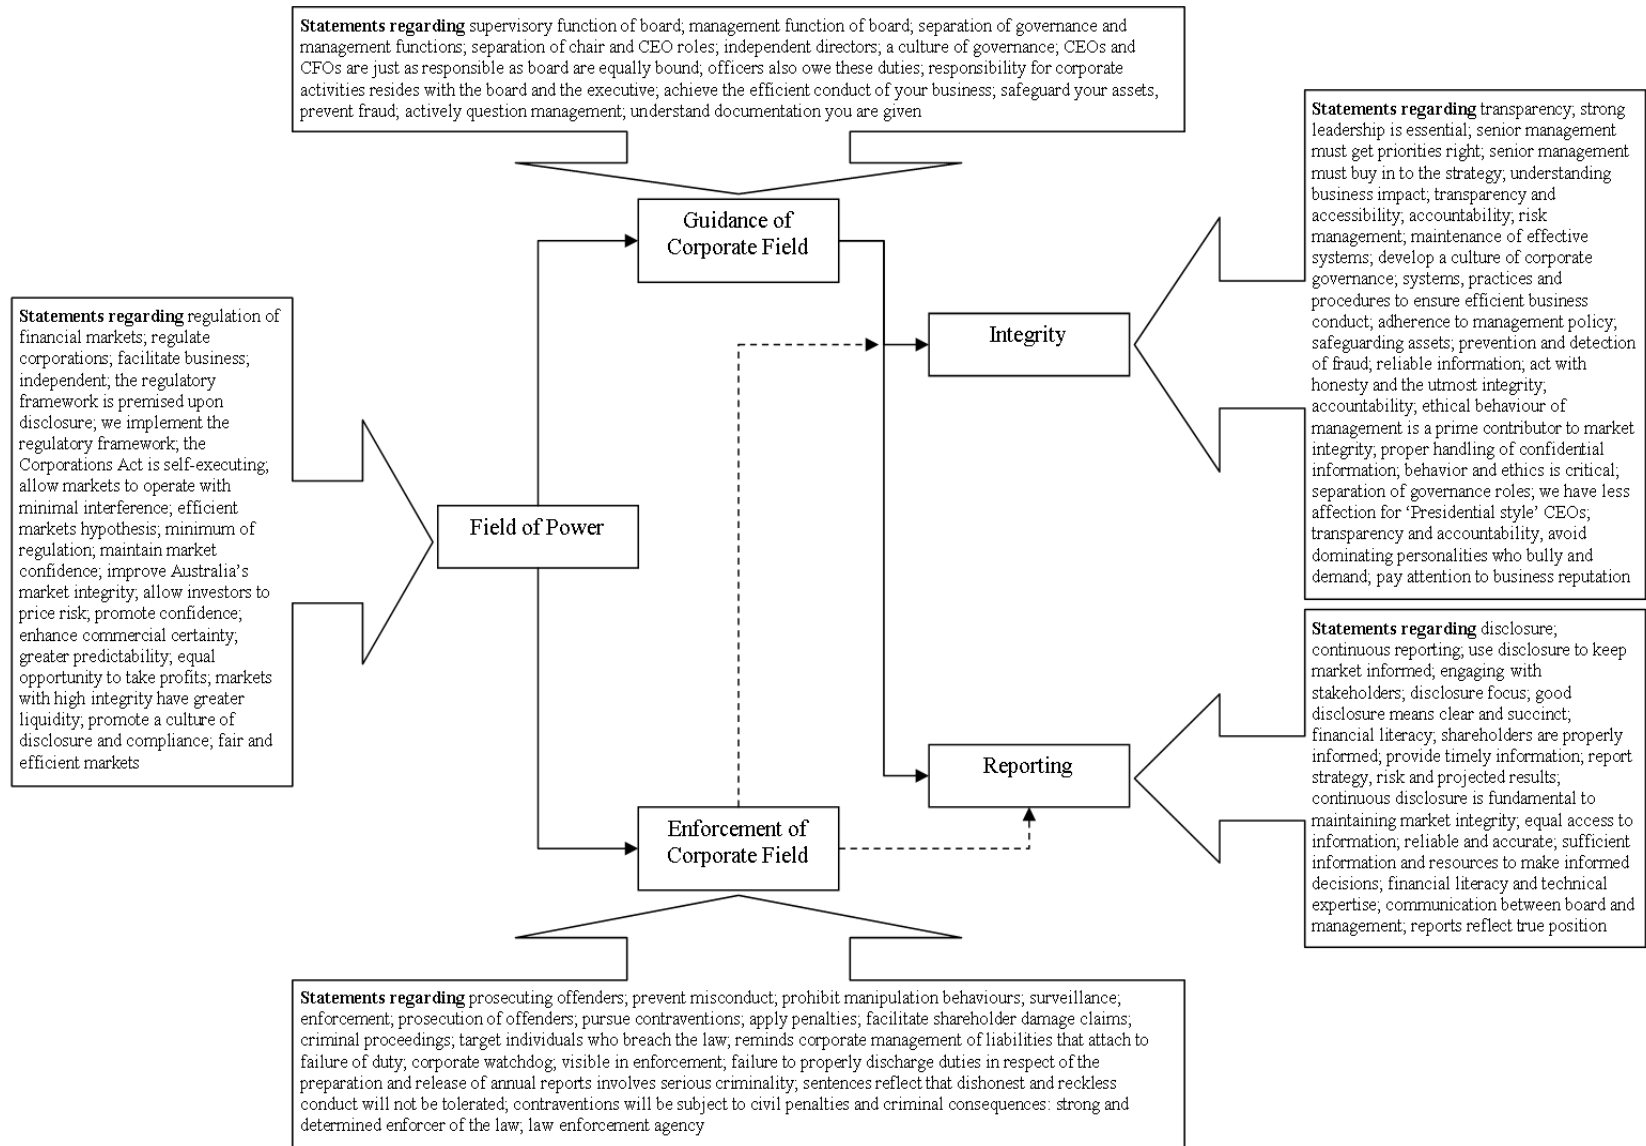 Statements regarding supervisory function of board; management function of board; separation of governance and
management functions; separation of chair and CEO roles; independent directors; a culture of governance; CEOs and
CFOs are just as responsible as board are equally bound; officers also owe these duties; responsibility for corporate
activities resides with the board and the executive; achieve the efficient conduct of your business; safeguard your assets,
prevent fraud; actively question management; understand documentation you are given
Guidance of
Corporate Field
Statements regarding regulation of
financial markets; regulate
corporations; facilitate business;
independent; the regulatory
framework is premised upon
disclosure; we implement the
regulatory framework; the
Corporations Act is self-executing;
allow markets to operate with
minimal interference; efficient
markets hypothesis; minimum of
regulation; maintain market
confidence; improve Australia's
market integrity; allow investors to
price risk; promote confidence;
enhance commercial certainty;
greater predictability; equal
opportunity to take profits; markets
with high integrity have greater
liquidity; promote a culture of
disclosure and compliance; fair and
efficient markets
Field of Power
Integrity
Statements regarding transparency; strong
leadership is essential; senior management
must get priorities right; senior management
must buy in to the strategy; understanding
business impact; transparency and
accessibility; accountability; risk
management; maintenance of effective
systems; develop a culture of corporate
governance; systems, practices and
procedures to ensure efficient business
conduct; adherence to management policy;
safeguarding assets; prevention and detection
of fraud; reliable information; act with
honesty and the utmost integrity;
accountability; ethical behaviour of
management is a prime contributor to market
integrity; proper handling of confidential
information; behavior and ethics is critical;
separation of governance roles; we have less
affection for 'Presidential style' CEOs;
transparency and accountability, avoid
dominating personalities who bully and
demand; pay attention to business reputation
Reporting
Statements regarding disclosure;
continuous reporting; use disclosure to keep
market informed; engaging with
stakeholders; disclosure focus; good
disclosure means clear and succinct;
financial literacy; shareholders are properly
informed; provide timely information; report
strategy, risk and projected results;
continuous disclosure is fundamental to
maintaining market integrity; equal access to
information; reliable and accurate; sufficient
information and resources to make informed
decisions; financial literacy and technical
expertise; communication between board and
management; reports reflect true position
Enforcement of
Corporate Field
Statements regarding prosecuting offenders; prevent misconduct; prohibit manipulation behaviours; surveillance;
enforcement; prosecution of offenders; pursue contraventions; apply penalties; facilitate shareholder damage claims;
criminal proceedings; target individuals who breach the law; reminds corporate management of liabilities that attach to
failure of duty; corporate watchdog; visible in enforcement; failure to properly discharge duties in respect of the
preparation and release of annual reports involves serious criminality; sentences reflect that dishonest and reckless
conduct will not be tolerated; contraventions will be subject to civil penalties and criminal consequences: strong and
determined enforcer of the law; law enforcement agency